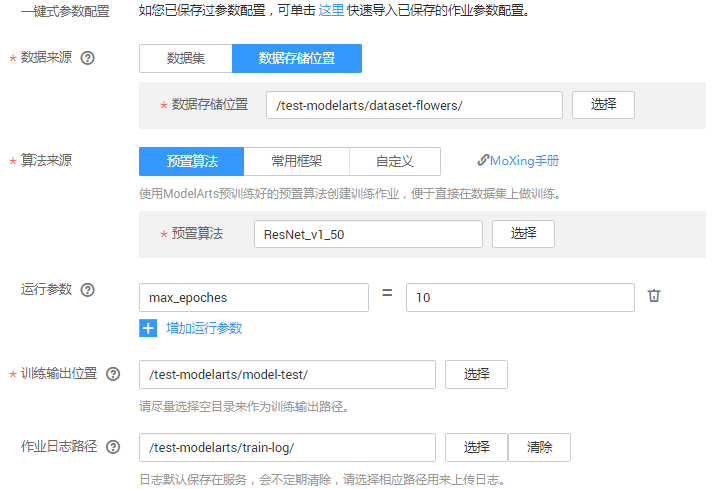 一键式参数配置 如您已保存过参数配置，可单击 这里 快速导入已保存的作业参数配置。
* 数据来源 ? 数据集 数据存储位置
* 数据存储位置 /test-modelarts/dataset-flowers/ 选择
* 算法来源 预置算法 常用框架 自定义 MoXing手册
使用ModelArts预训练好的预置算法创建训练作业，便于直接在数据集上做训练。
* 预置算法 ResNet_v1_50 选择
运行参数 ? max_epoches = 10
+ 增加运行参数
* 训练输出位置 ? /test-modelarts/model-test/ 选择
请尽量选择空目录来作为训练输出路径。
作业日志路径 ? /test-modelarts/train-log/ 选择 清除
日志默认保存在服务，会不定期清除，请选择相应路径用来上传日志。